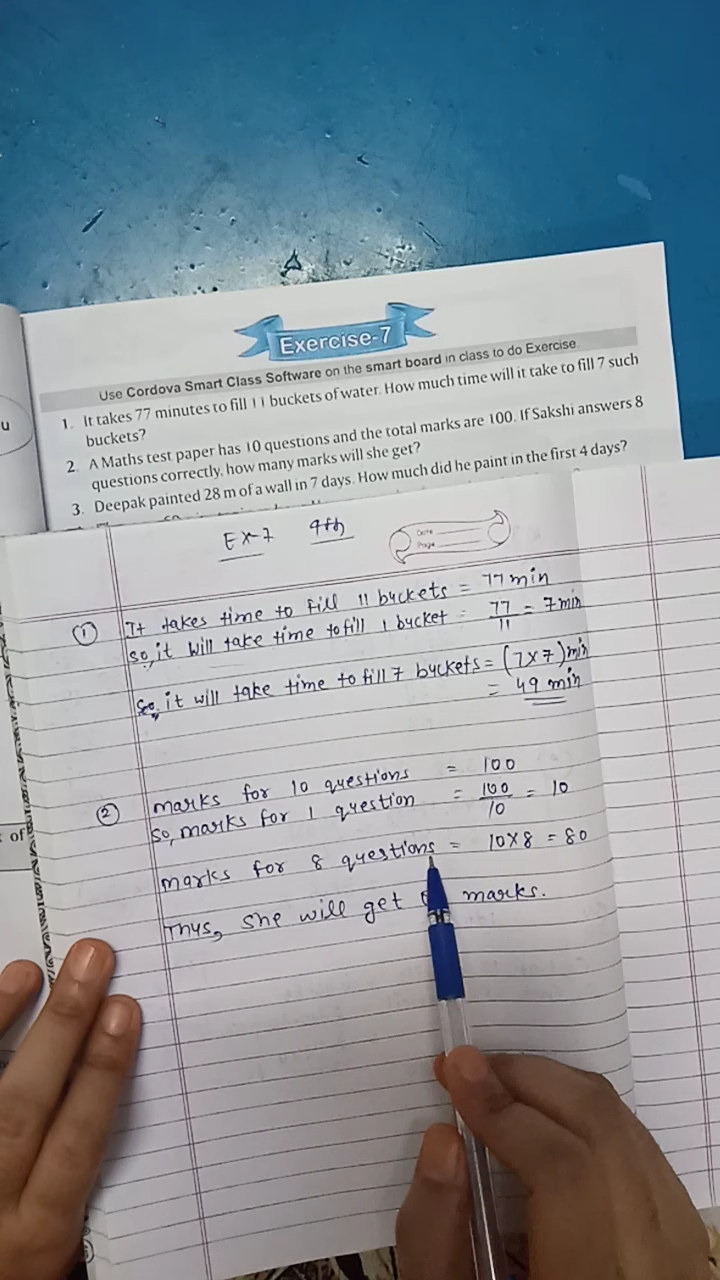 u
Exercise-7
Use Cordova Smart Class Software on the smart board in class to do Exercise
1. It takes 77 minutes to fill 11 buckets of water. How much time will it take to fill 7 such
buckets?
2. A Maths test paper has 10 questions and the total marks are 100. If Sakshi answers 8
questions correctly, how many marks will she get?
3. Deepak painted 28 m of a wall in 7 days. How much did he paint in the first 4 days?
Ex-7 4th
Date
Page
① It takes time to fill 11 buckets = 77 min
so, it will take time to fill 1 bucket = 77/11 = 7 min
so, it will take time to fill 7 buckets = (7×7) min
= 49 min
② marks for 10 questions = 100
so, marks for 1 question = 100/10 = 10
of
marks for 8 questions = 10×8 = 80
Thus, she will get marks.